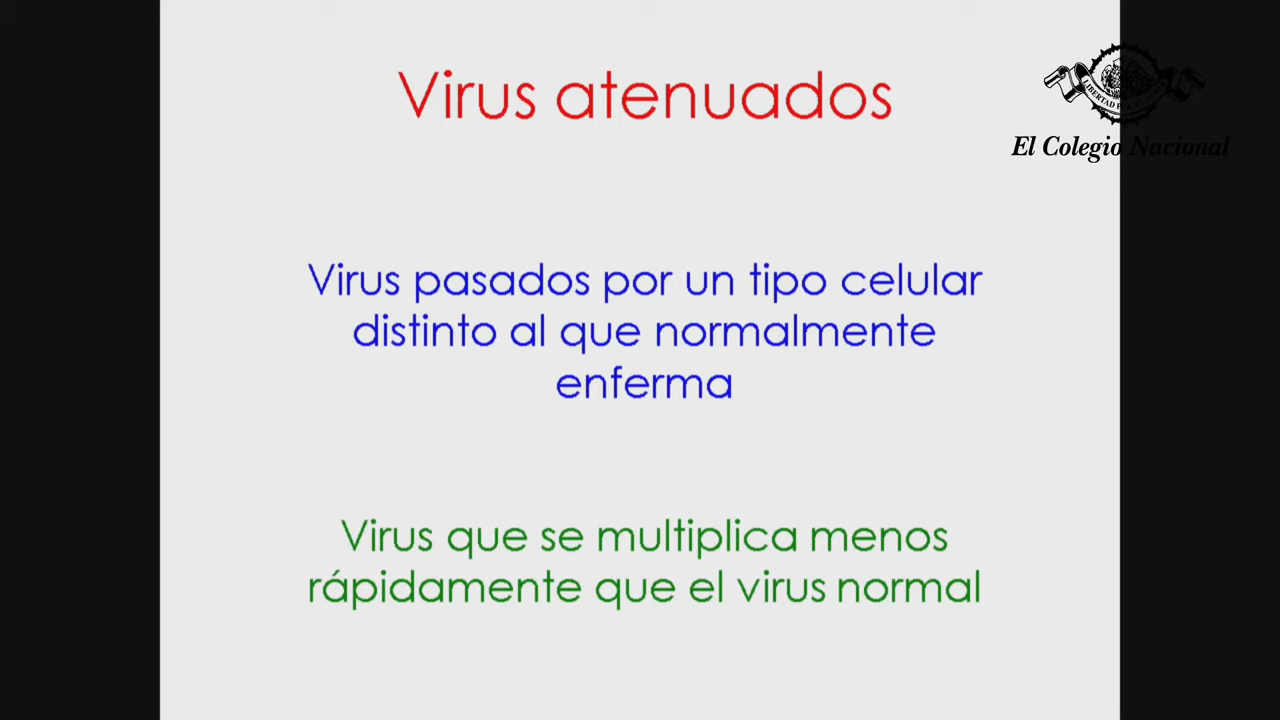 Virus atenuados
El Colegio Nacional
Virus pasados por un tipo celular
distinto al que normalmente
enferma
Virus que se multiplica menos
rápidamente que el virus normal